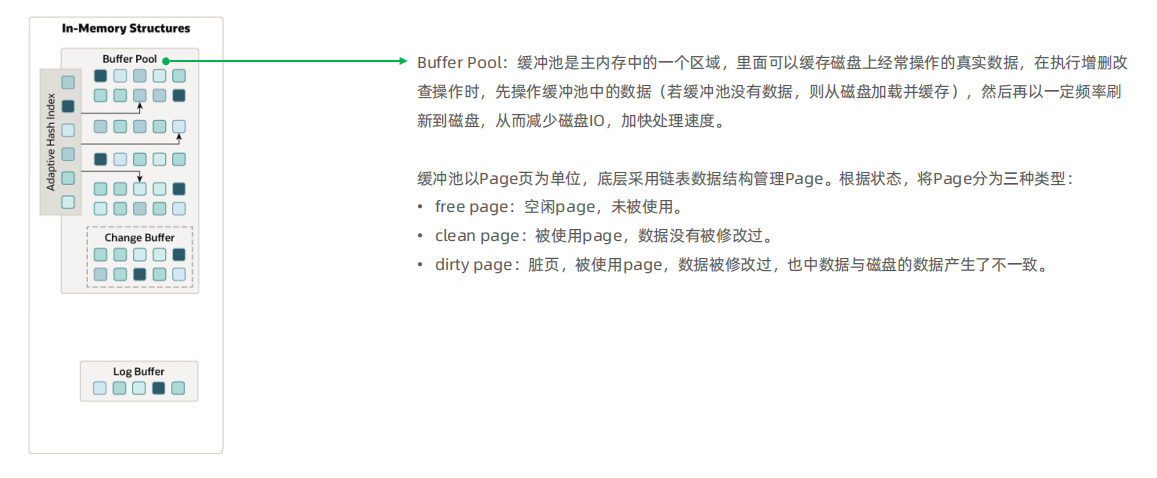 In-Memory Structures
Buffer Pool
Adaptive Hash Index
Change Buffer
Log Buffer
Buffer Pool：缓冲池是主内存中的一个区域，里面可以缓存磁盘上经常操作的真实数据，在执行增删改
查操作时，先操作缓冲池中的数据（若缓冲池没有数据，则从磁盘加载并缓存），然后再以一定频率刷
新到磁盘，从而减少磁盘IO，加快处理速度。
缓冲池以Page页为单位，底层采用链表数据结构管理Page。根据状态，将Page分为三种类型：
• free page：空闲page，未被使用。
• clean page：被使用page，数据没有被修改过。
• dirty page：脏页，被使用page，数据被修改过，也中数据与磁盘的数据产生了不一致。